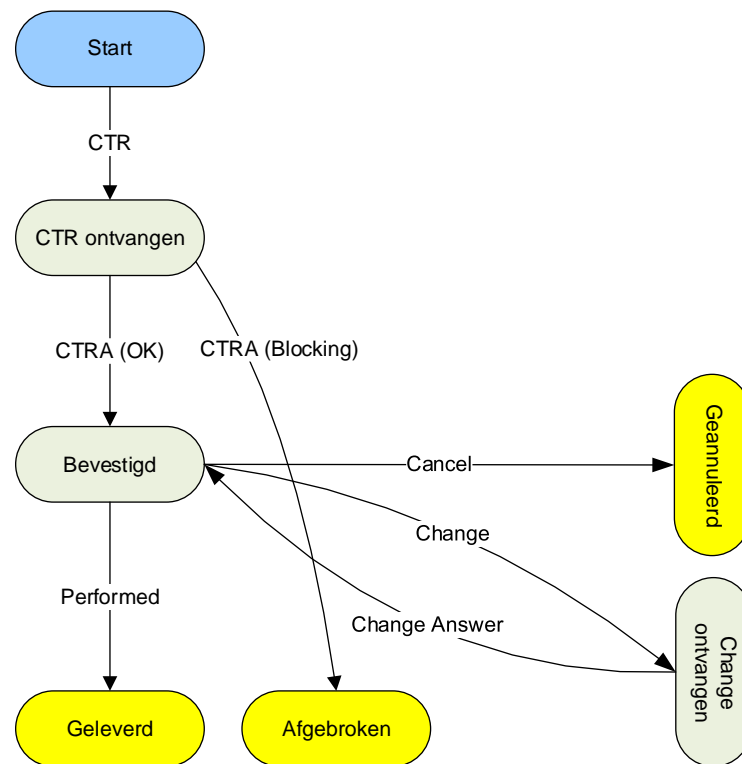 Start
CTR
CTR ontvangen
CTRA (OK)
CTRA (Blocking)
Geannuleerd
Bevestigd
Cancel
Change
Performed
Change Answer
Change
ontvangen
Geleverd
Afgebroken